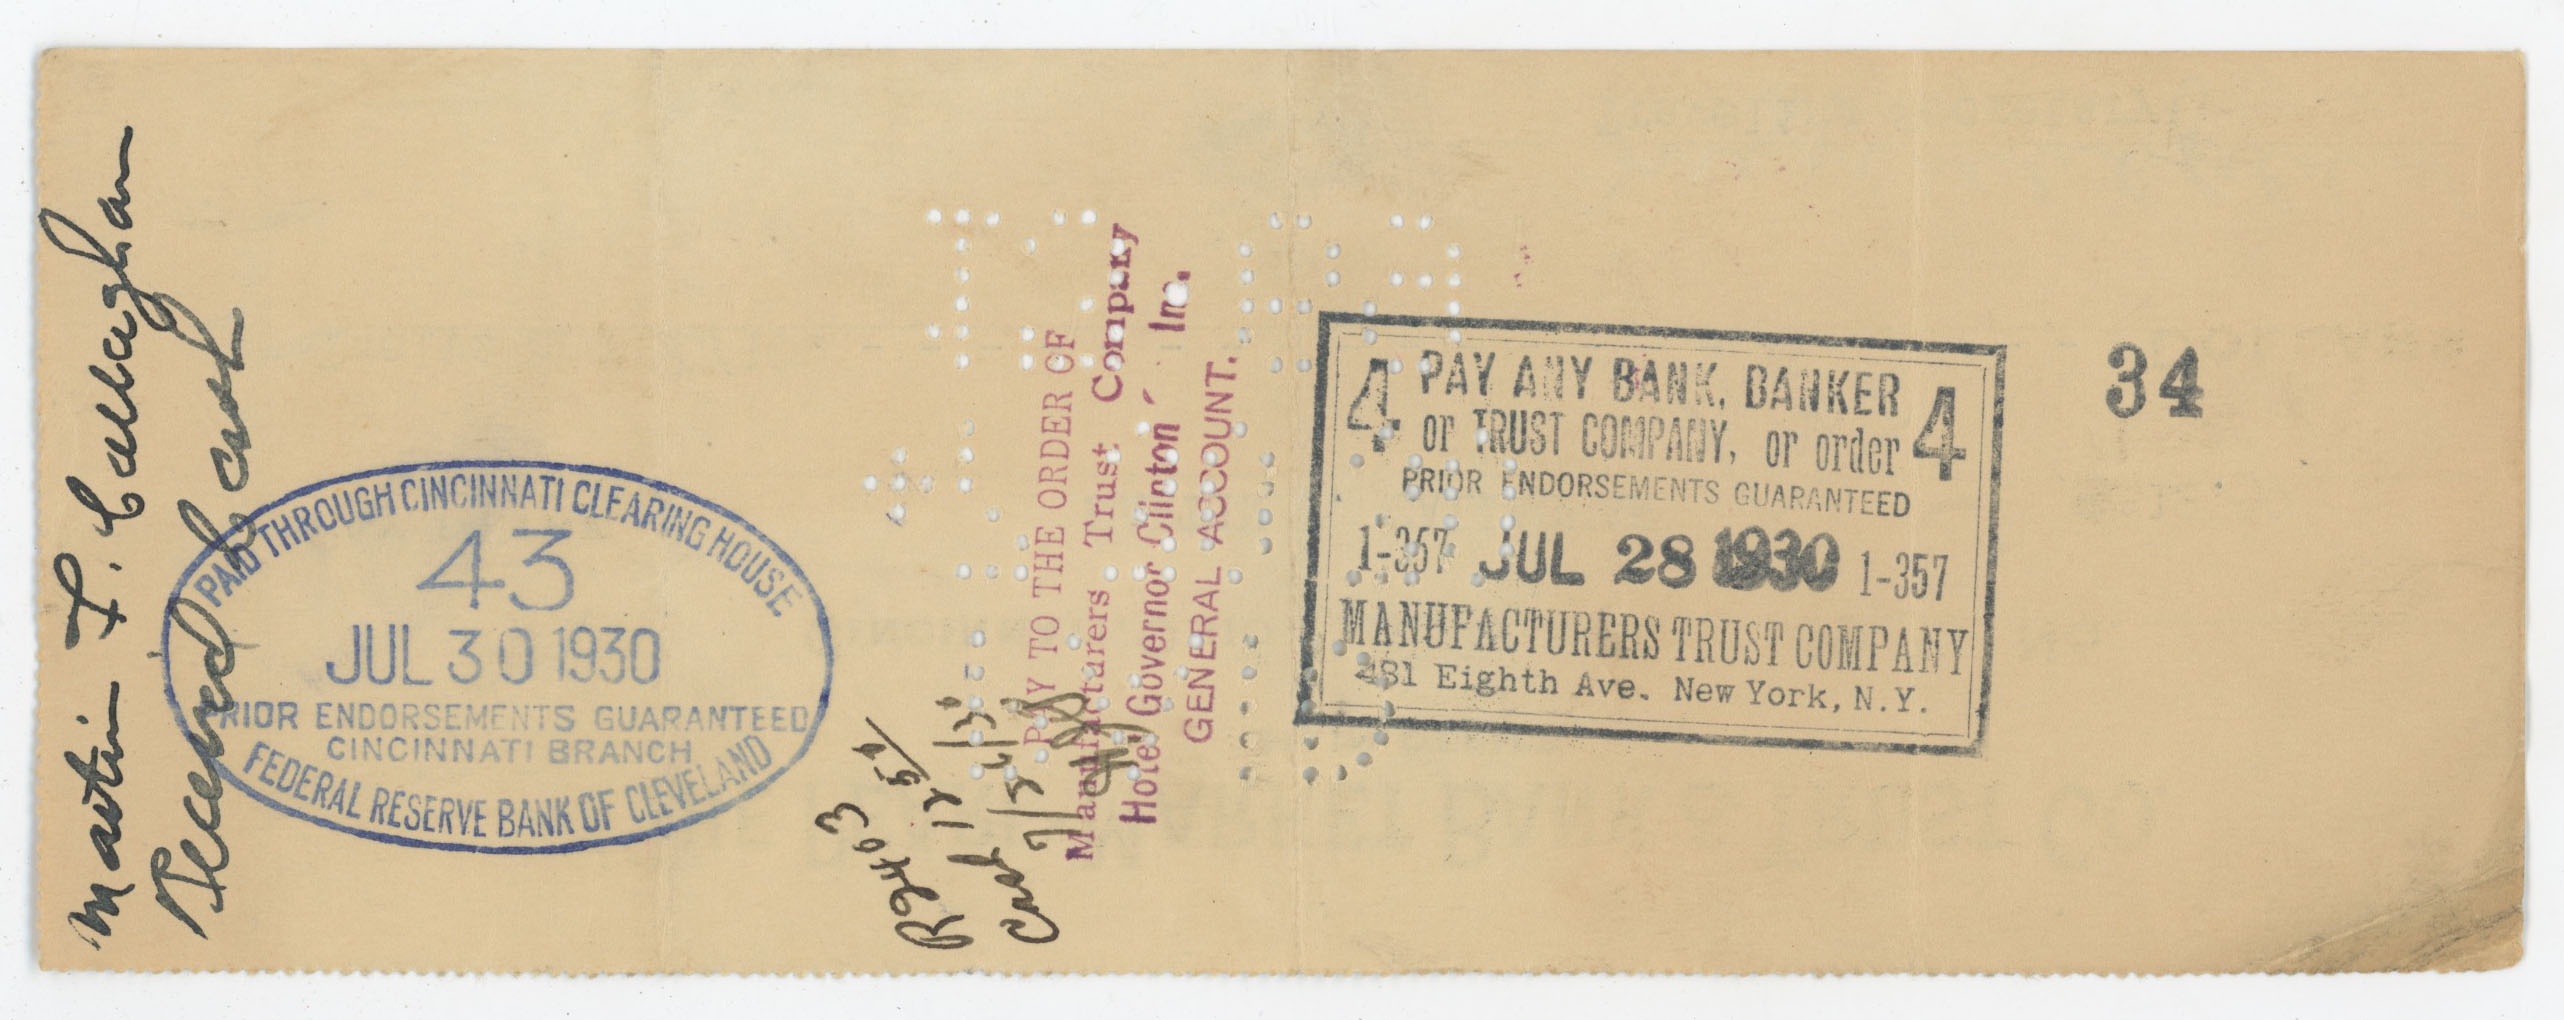 Martin F. Callaghan
Received cash
PAID THROUGH CINCINNATI CLEARING HOUSE
43
JUL 30 1930
PRIOR ENDORSEMENTS GUARANTEED
CINCINNATI BRANCH
FEDERAL RESERVE BANK OF CLEVELAND
R24403
PAY TO THE ORDER OF
Manufacturers Trust Company
Hotel Governor Clinton, Inc.
GENERAL ACCOUNT.
4 PAY ANY BANK, BANKER 4
or TRUST COMPANY, or order
PRIOR ENDORSEMENTS GUARANTEED
1-357 JUL 28 1930 1-357
MANUFACTURERS TRUST COMPANY
481 Eighth Ave. New York, N.Y.
34